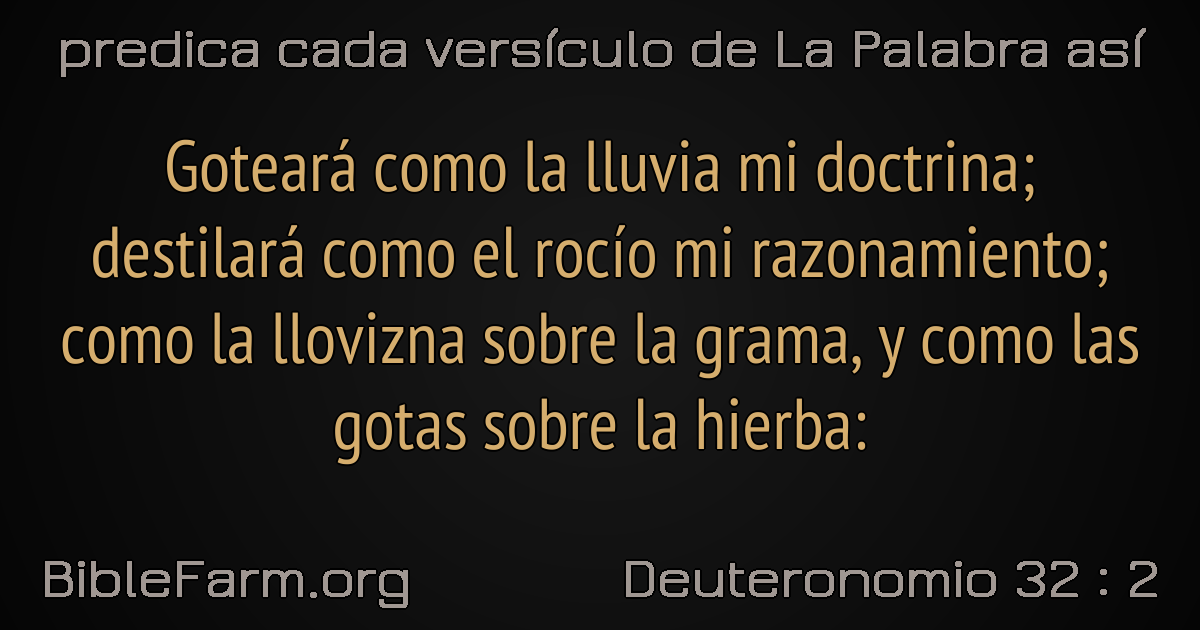 predica cada versículo de La Palabra así
Goteará como la lluvia mi doctrina;
destilará como el rocío mi razonamiento;
como la llovizna sobre la grama, y como las
gotas sobre la hierba:
BibleFarm.org
Deuteronomio 32 : 2